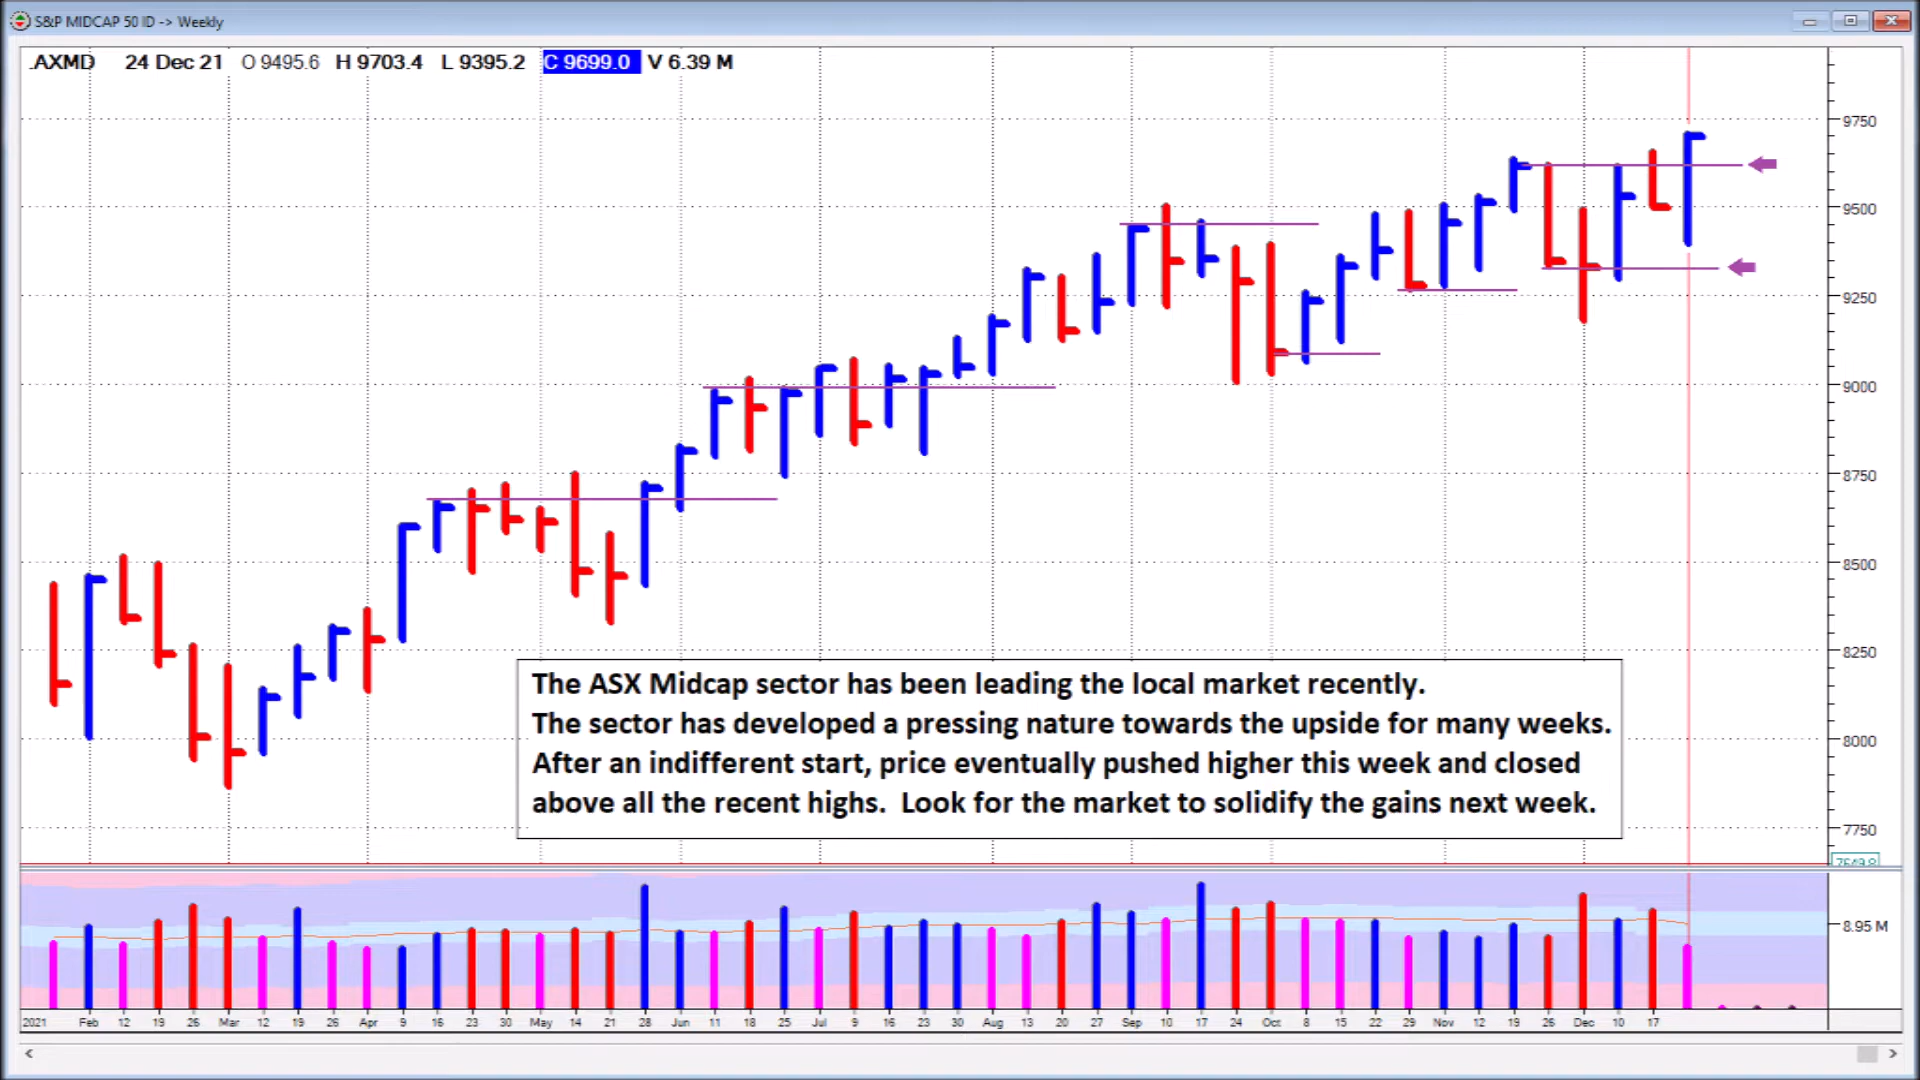 S&P MIDCAP 50 ID -> Weekly
.AXMD 24 Dec 21 O 9495.6 H 9703.4 L 9395.2 C 9699.0 V 6.39 M
9750
9500
9250
9000
8750
8500
8250
8000
7750
The ASX Midcap sector has been leading the local market recently.
The sector has developed a pressing nature towards the upside for many weeks.
After an indifferent start, price eventually pushed higher this week and closed
above all the recent highs. Look for the market to solidify the gains next week.
8.95 M
2021 Feb 12 19 26 Mar 12 19 26 Apr 9 16 23 30 May 14 21 28 Jun 11 18 25 Jul 9 16 23 30 Aug 13 20 27 Sep 10 17 24 Oct 8 15 22 29 Nov 12 19 26 Dec 10 17